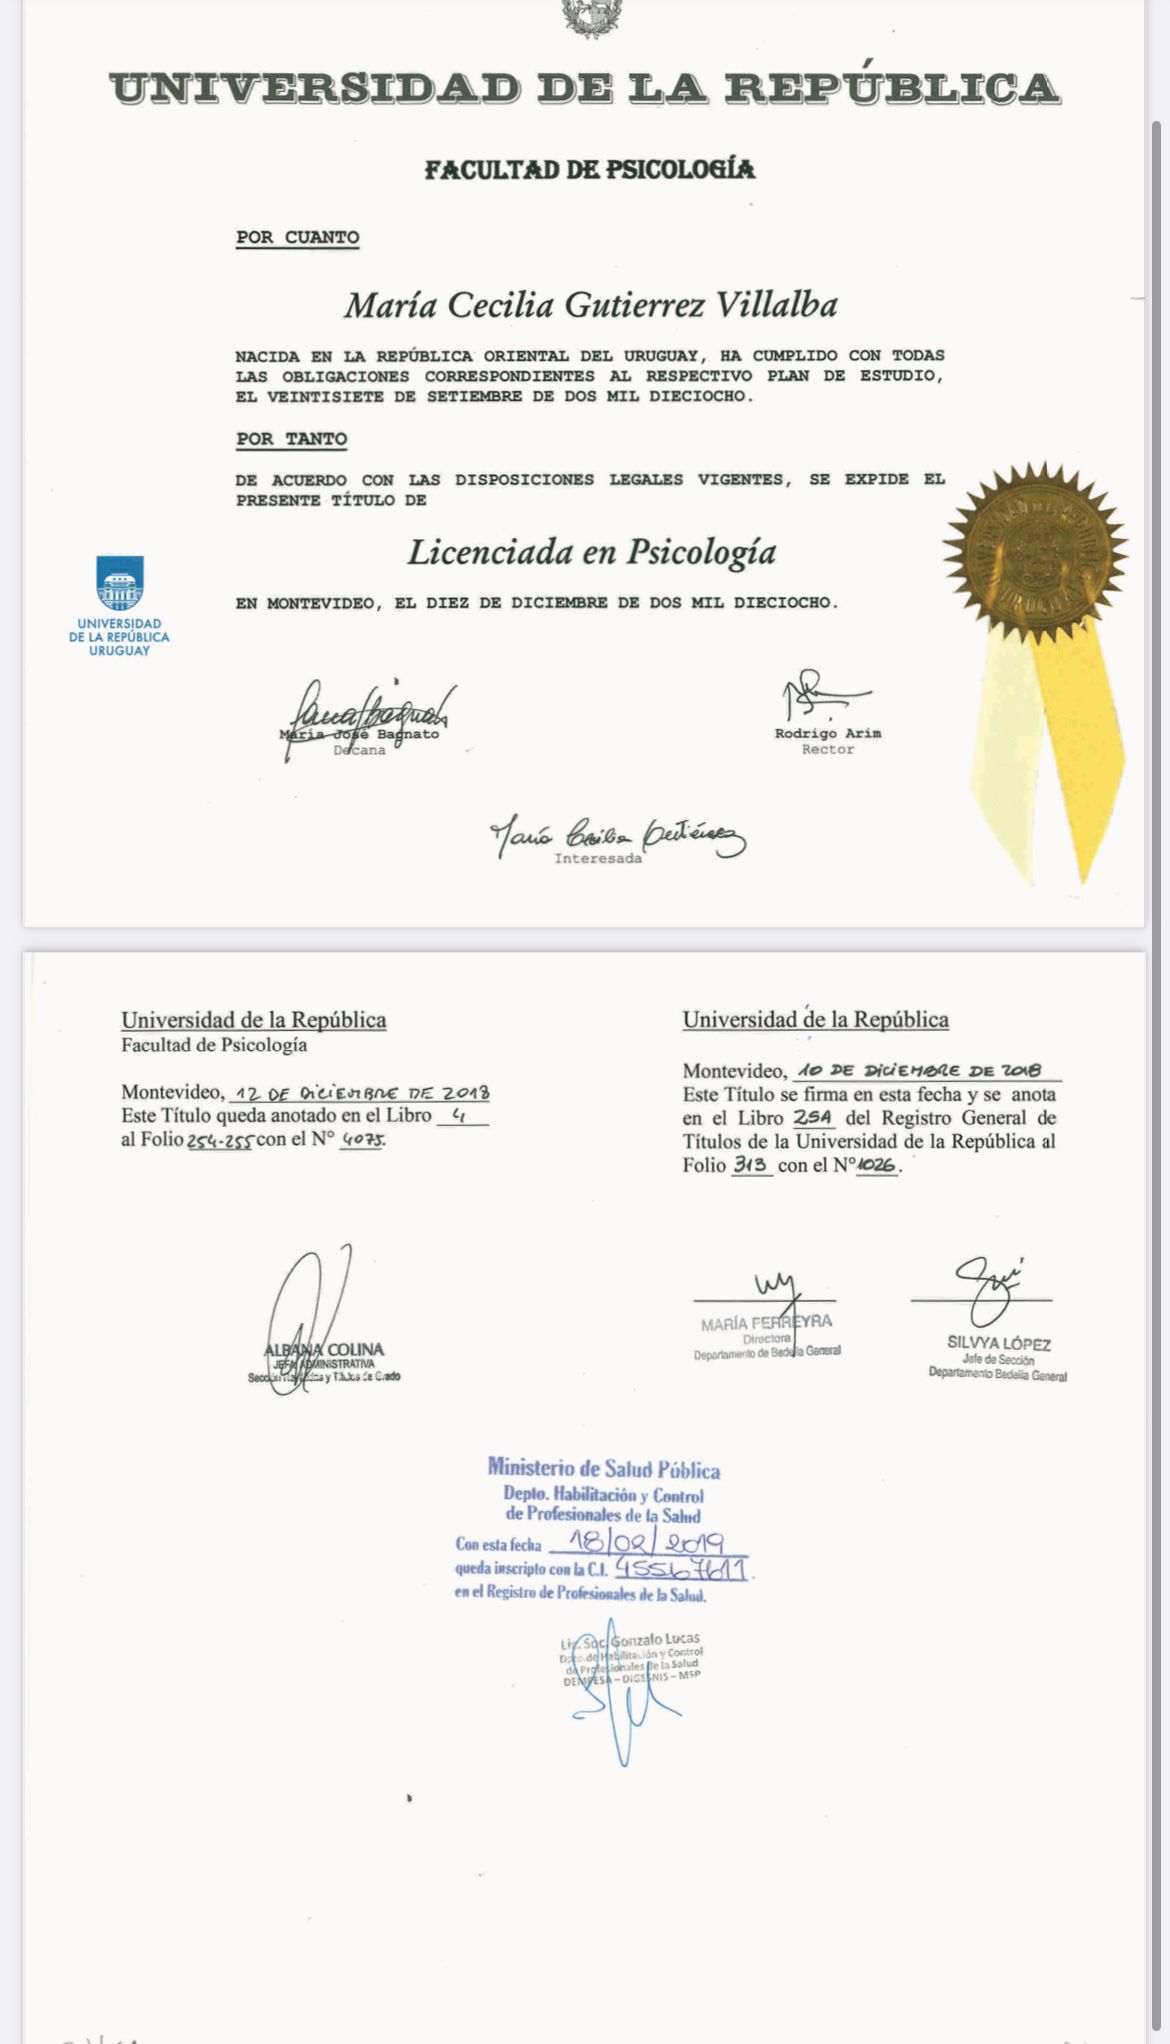 UNIVERSIDAD DE LA REPÚBLICA
FACULTAD DE PSICOLOGÍA
POR CUANTO
María Cecilia Gutierrez Villalba
NACIDA EN LA REPÚBLICA ORIENTAL DEL URUGUAY, HA CUMPLIDO CON TODAS
LAS OBLIGACIONES CORRESPONDIENTES AL RESPECTIVO PLAN DE ESTUDIO,
EL VEINTISIETE DE SETIEMBRE DE DOS MIL DIECIOCHO.
POR TANTO
DE ACUERDO CON LAS DISPOSICIONES LEGALES VIGENTES, SE EXPIDE EL
PRESENTE TÍTULO DE
Licenciada en Psicología
EN MONTEVIDEO, EL DIEZ DE DICIEMBRE DE DOS MIL DIECIOCHO.
UNIVERSIDAD
DE LA REPÚBLICA
URUGUAY
María José Bagnato
Decana
Rodrigo Arim
Rector
María Cecilia Gutiérrez
Interesada
Universidad de la República
Facultad de Psicología
Montevideo, 12 DE DICIEMBRE DE 2018
Este Título queda anotado en el Libro 4
al Folio 254-255 con el N° 4075.
Universidad de la República
Montevideo, 10 DE DICIEMBRE DE 2018
Este Título se firma en esta fecha y se anota
en el Libro 25A del Registro General de
Títulos de la Universidad de la República al
Folio 313 con el N° 1026.
ALBANA COLINA
JEFA ADMINISTRATIVA
y Títulos de Grado
MARÍA FERREYRA
Directora
Departamento de Bedelía General
SILVYA LÓPEZ
Jefe de Sección
Departamento Bedelía General
Ministerio de Salud Pública
Depto. Habilitación y Control
de Profesionales de la Salud
Con esta fecha 18/02/2019
queda inscripto con la C.I. 45567611.
en el Registro de Profesionales de la Salud.
Lic. Soc. Gonzalo Lucas
Dpto. de Habilitación y Control
de Profesionales de la Salud
DEMPESA – DIGESNIS – MSP